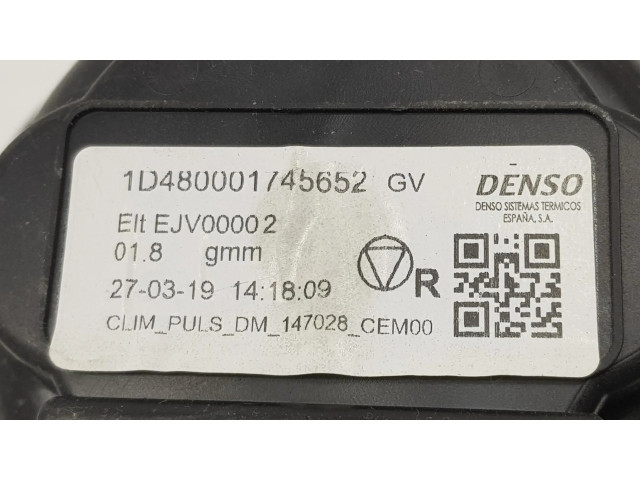 1D480001745652 GV
DENSO
DENSO SISTEMAS TERMICOS
ESPAÑA, S.A.
Elt EJV00002
01.8 gmm
R
27-03-19 14:18:09
CLIM_PULS_DM_147028_CEM00